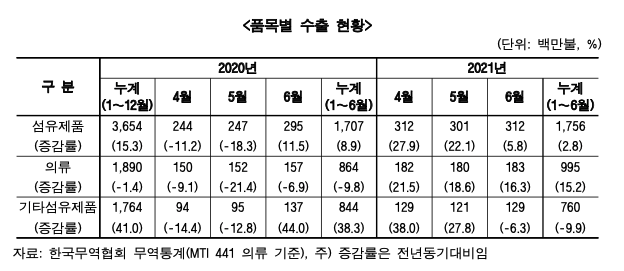 <품목별 수출 현황>
(단위: 백만불, %)
구 분 2020년 2021년
누계(1~12월) 4월 5월 6월 누계(1~6월) 4월 5월 6월 누계(1~6월)
섬유제품 3,654 244 247 295 1,707 312 301 312 1,756
(증감률) (15.3) (-11.2) (-18.3) (11.5) (8.9) (27.9) (22.1) (5.8) (2.8)
의류 1,890 150 152 157 864 182 180 183 995
(증감률) (-1.4) (-9.1) (-21.4) (-6.9) (-9.8) (21.5) (18.6) (16.3) (15.2)
기타섬유제품 1,764 94 95 137 844 129 121 129 760
(증감률) (41.0) (-14.4) (-12.8) (44.0) (38.3) (38.0) (27.8) (-6.3) (-9.9)
자료: 한국무역협회 무역통계(MTI 441 의류 기준), 주) 증감률은 전년동기대비임